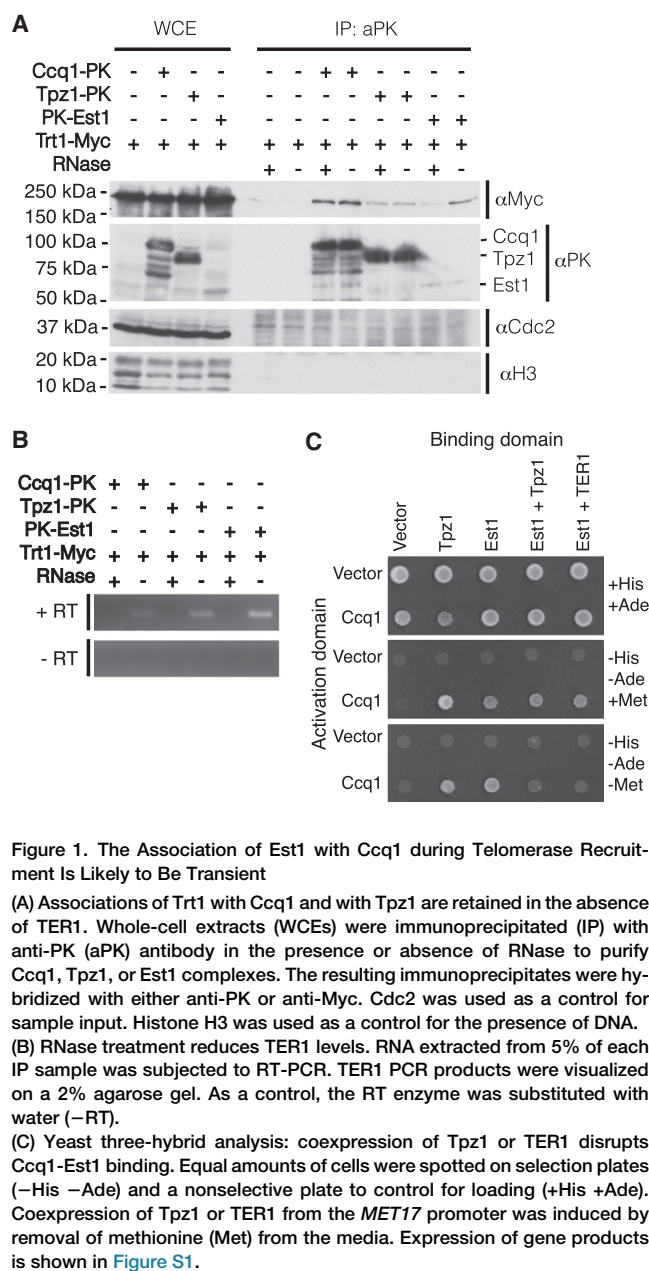 A
WCE IP: aPK
Ccq1-PK - + - - - - + + - - - -
Tpz1-PK - - + - - - - - + + - -
PK-Est1 - - - + - - - - - - + +
Trt1-Myc + + + + + + + + + + + +
RNase + - + - + - + -
250 kDa
150 kDa
αMyc
100 kDa
75 kDa
50 kDa
Ccq1
Tpz1
Est1
αPK
37 kDa
αCdc2
20 kDa
10 kDa
αH3
B
Ccq1-PK + + - - - -
Tpz1-PK - - + + - -
PK-Est1 - - - - + +
Trt1-Myc + + + + + +
RNase + - + - + -
+ RT
- RT
C
Binding domain
Vector
Tpz1
Est1
Est1 + Tpz1
Est1 + TER1
Activation domain
Vector
Ccq1
+His
+Ade
Vector
Ccq1
-His
-Ade
+Met
Vector
Ccq1
-His
-Ade
-Met
Figure 1. The Association of Est1 with Ccq1 during Telomerase Recruit-
ment Is Likely to Be Transient
(A) Associations of Trt1 with Ccq1 and with Tpz1 are retained in the absence
of TER1. Whole-cell extracts (WCEs) were immunoprecipitated (IP) with
anti-PK (aPK) antibody in the presence or absence of RNase to purify
Ccq1, Tpz1, or Est1 complexes. The resulting immunoprecipitates were hy-
bridized with either anti-PK or anti-Myc. Cdc2 was used as a control for
sample input. Histone H3 was used as a control for the presence of DNA.
(B) RNase treatment reduces TER1 levels. RNA extracted from 5% of each
IP sample was subjected to RT-PCR. TER1 PCR products were visualized
on a 2% agarose gel. As a control, the RT enzyme was substituted with
water (−RT).
(C) Yeast three-hybrid analysis: coexpression of Tpz1 or TER1 disrupts
Ccq1-Est1 binding. Equal amounts of cells were spotted on selection plates
(−His −Ade) and a nonselective plate to control for loading (+His +Ade).
Coexpression of Tpz1 or TER1 from the MET17 promoter was induced by
removal of methionine (Met) from the media. Expression of gene products
is shown in Figure S1.